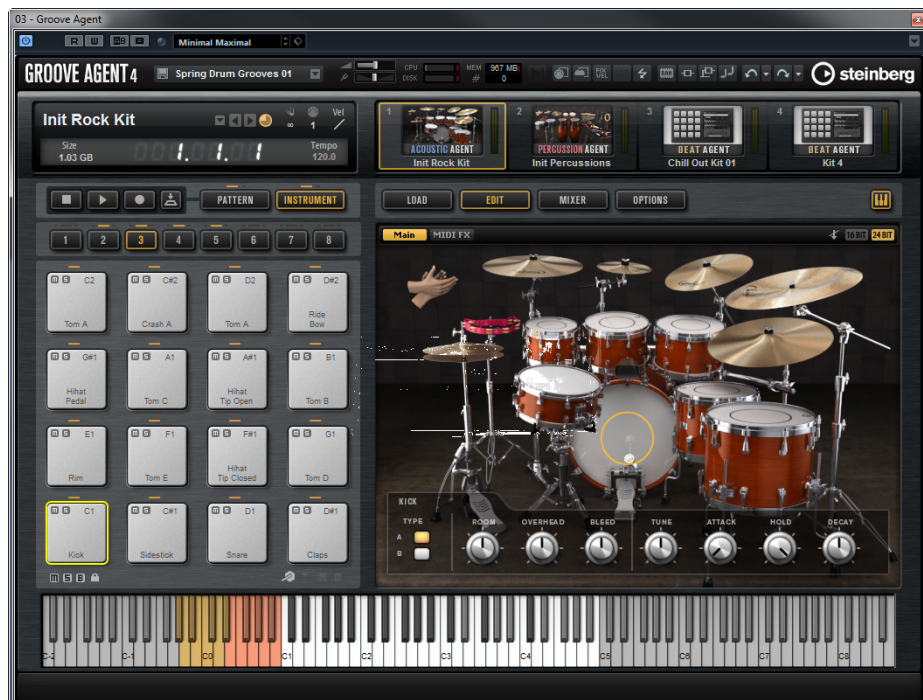 03 - Groove Agent
R W
Minimal Maximal
GROOVE AGENT 4
Spring Drum Grooves 01
CPU
DISK
MEM 967 MB
# 0
FIX VEL
steinberg
Init Rock Kit
∞ 1
Vel
Size
1.03 GB
1. 1. 1
Tempo
120.0
1
ACOUSTIC AGENT
Init Rock Kit
2
PERCUSSION AGENT
Init Percussions
3
BEAT AGENT
Chill Out Kit 01
4
BEAT AGENT
Kit 4
PATTERN INSTRUMENT
LOAD EDIT MIXER OPTIONS
1 2 3 4 5 6 7 8
Main MIDI FX
16 BIT 24 BIT
M S C2
Tom A
M S C#2
Crash A
M S D2
Tom A
M S D#2
Ride
Bow
M S G#1
Hihat
Pedal
M S A1
Tom C
M S A#1
Hihat
Tip Open
M S B1
Tom B
M S E1
Rim
M S F1
Tom E
M S F#1
Hihat
Tip Closed
M S G1
Tom D
M S C1
Kick
M S C#1
Sidestick
M S D1
Snare
M S D#1
Claps
M S B
KICK
TYPE
A
B
ROOM OVERHEAD BLEED TUNE ATTACK HOLD DECAY
C-2 C-1 C0 C1 C2 C3 C4 C5 C6 C7 C8